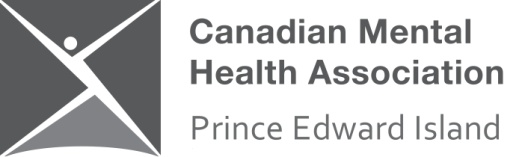 Canadian Mental
Health Association
Prince Edward Island